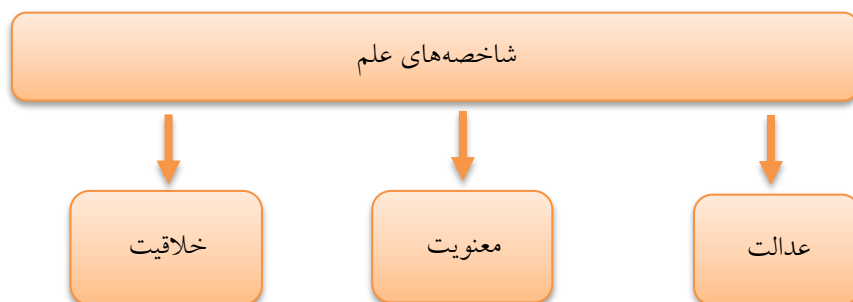 شاخصه‌های علم
عدالت
معنویت
خلاقیت